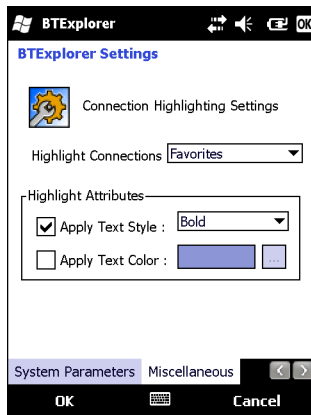 BTExplorer
OK
BTExplorer Settings
Connection Highlighting Settings
Highlight Connections Favorites
Highlight Attributes
Apply Text Style : Bold
Apply Text Color : ...
System Parameters Miscellaneous
OK Cancel